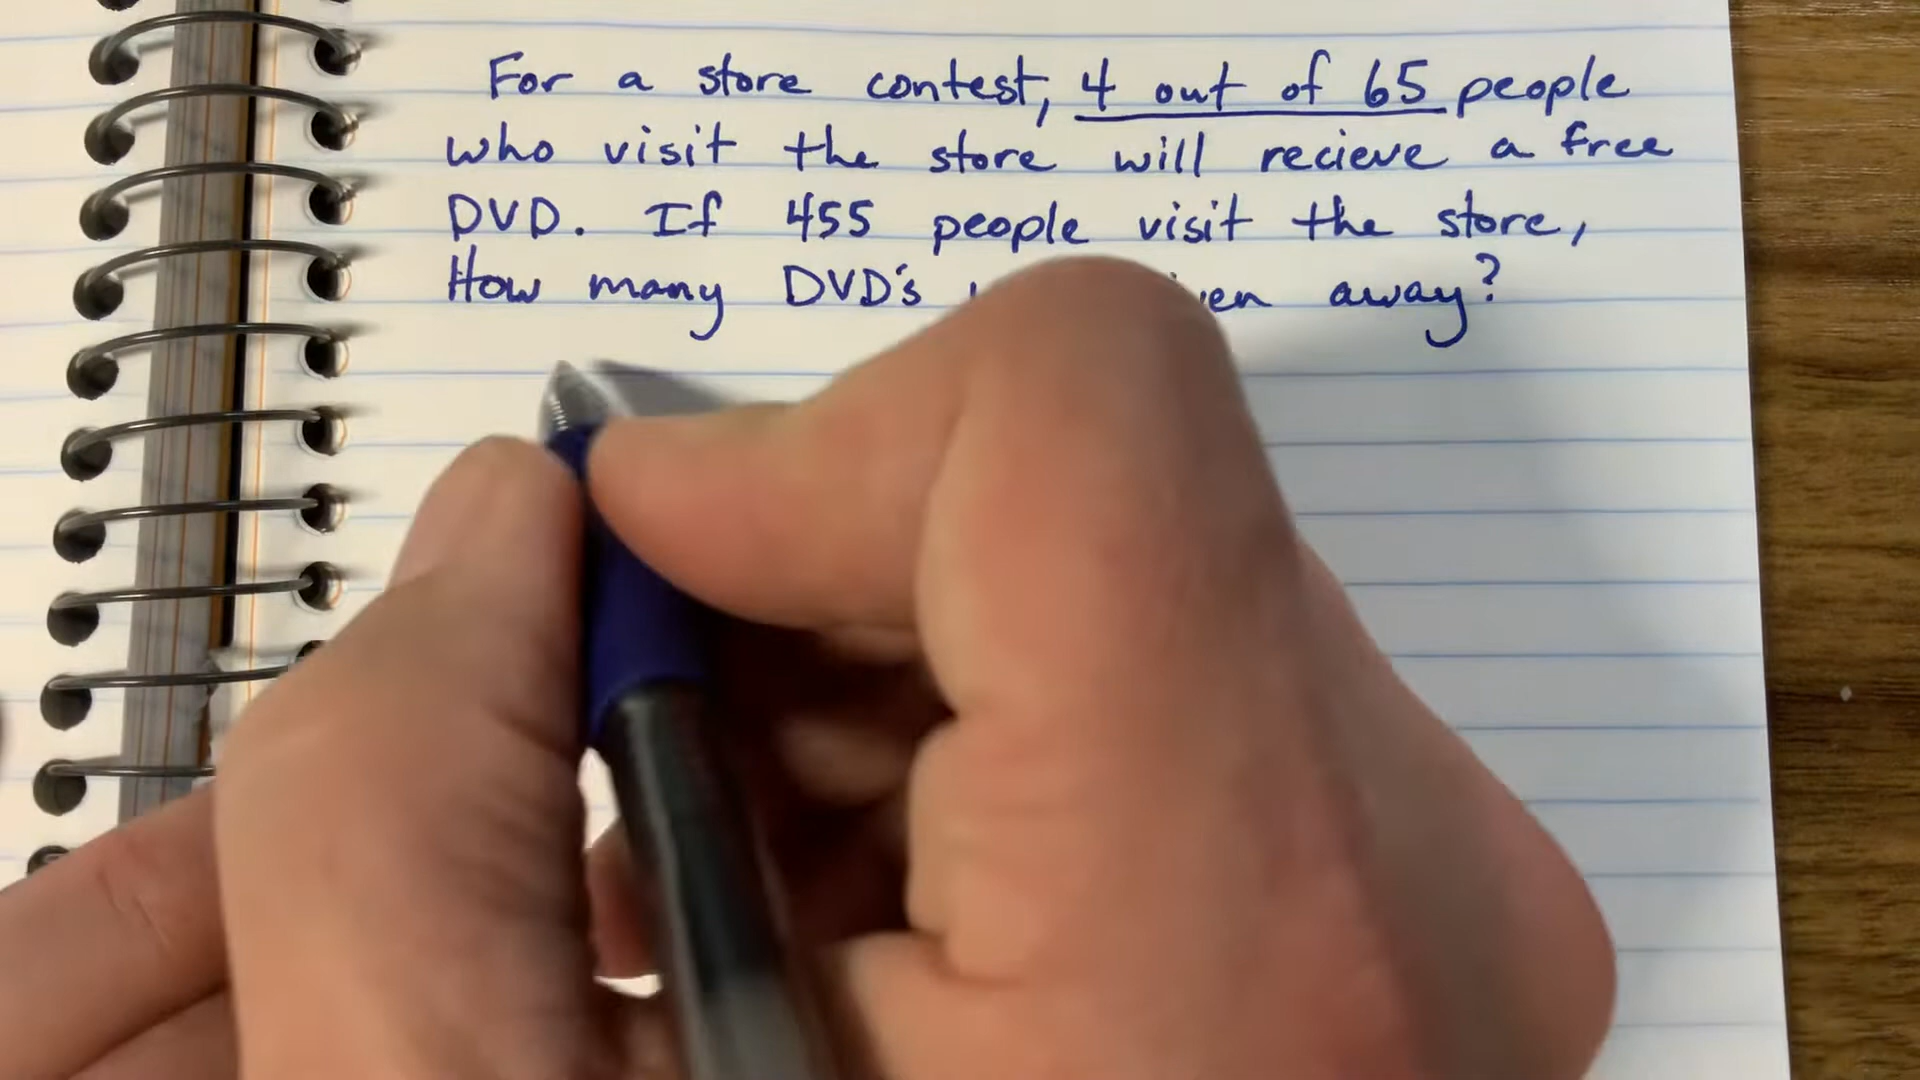 For a store contest, 4 out of 65 people
who visit the store will recieve a free
DVD. If 455 people visit the store,
How many DVD's away?